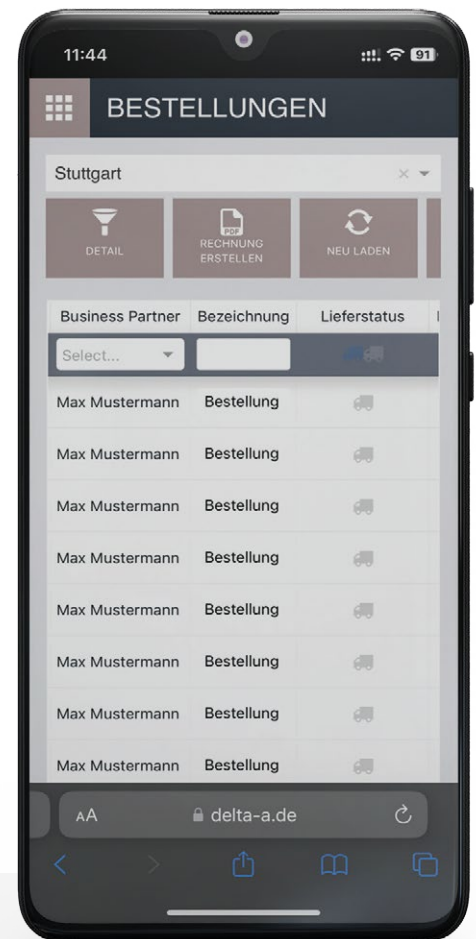 11:44
91
BESTELLUNGEN
Stuttgart
DETAIL
PDF
RECHNUNG
ERSTELLEN
NEU LADEN
Business Partner Bezeichnung Lieferstatus
Select...
Max Mustermann Bestellung
Max Mustermann Bestellung
Max Mustermann Bestellung
Max Mustermann Bestellung
Max Mustermann Bestellung
Max Mustermann Bestellung
Max Mustermann Bestellung
Max Mustermann Bestellung
AA delta-a.de